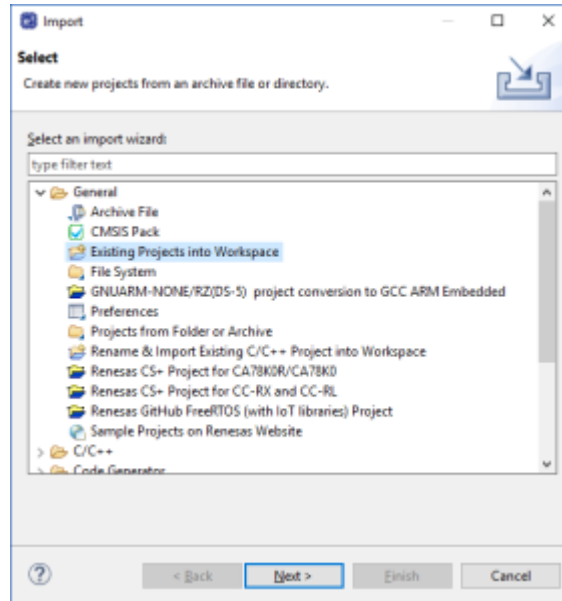 Import
Select
Create new projects from an archive file or directory.
Select an import wizard:
type filter text
General
Archive File
CMSIS Pack
Existing Projects into Workspace
File System
GNUARM-NONE/RZ(DS-5) project conversion to GCC ARM Embedded
Preferences
Projects from Folder or Archive
Rename & Import Existing C/C++ Project into Workspace
Renesas CS+ Project for CA78K0R/CA78K0
Renesas CS+ Project for CC-RX and CC-RL
Renesas GitHub FreeRTOS (with IoT libraries) Project
Sample Projects on Renesas Website
C/C++
Code Generator
< Back Next > Finish Cancel